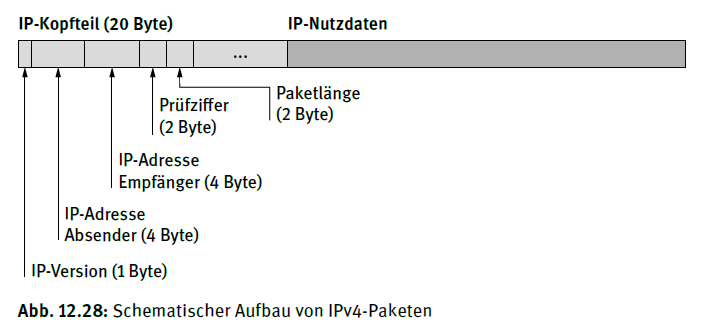 IP-Kopfteil (20 Byte)
IP-Nutzdaten
...
Paketlänge
(2 Byte)
Prüfziffer
(2 Byte)
IP-Adresse
Empfänger (4 Byte)
IP-Adresse
Absender (4 Byte)
IP-Version (1 Byte)
Abb. 12.28: Schematischer Aufbau von IPv4-Paketen